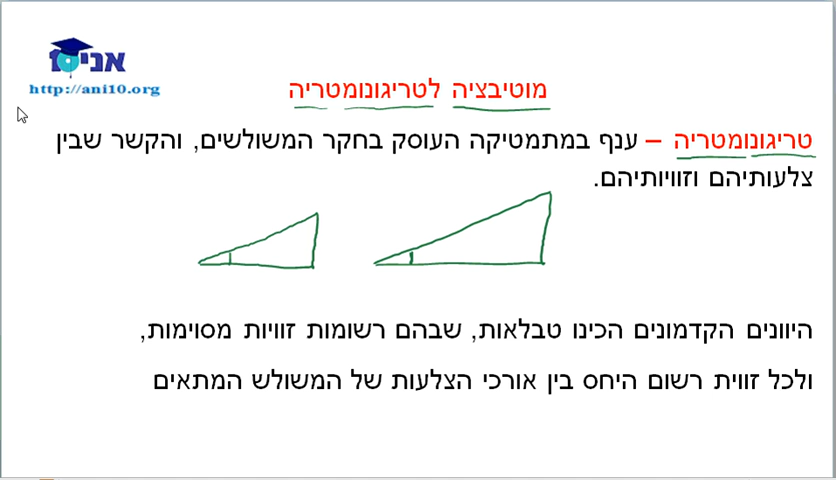 אני10
http://ani10.org
מוטיבציה לטריגונומטריה
טריגונומטריה – ענף במתמטיקה העוסק בחקר המשולשים, והקשר שבין
צלעותיהם וזוויותיהם.
היוונים הקדמונים הכינו טבלאות, שבהם רשומות זוויות מסוימות,
ולכל זווית רשום היחס בין אורכי הצלעות של המשולש המתאים